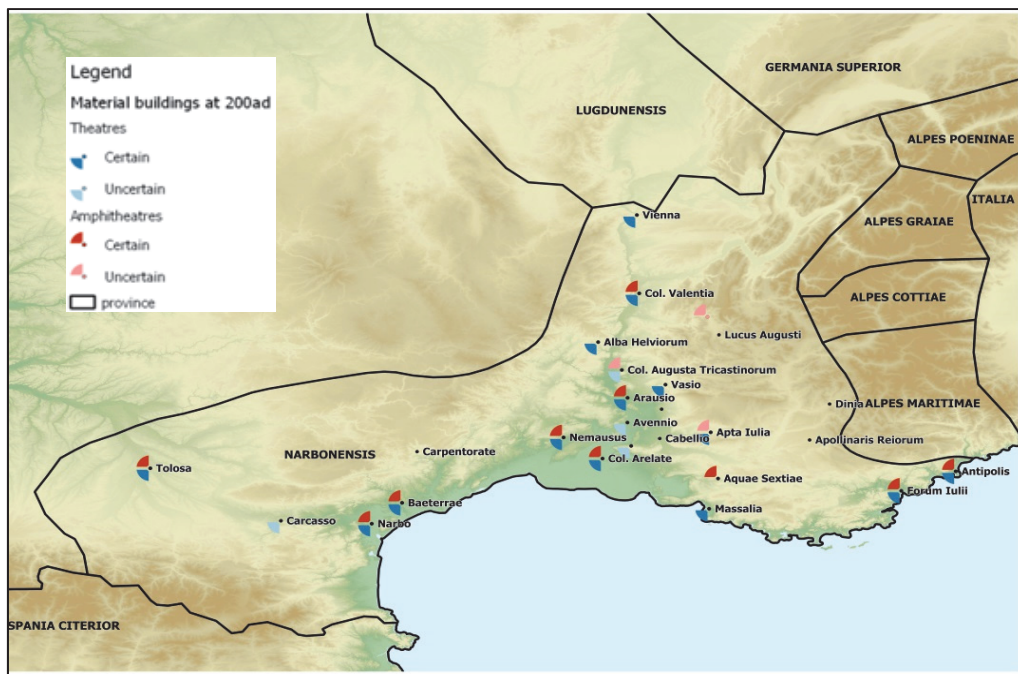 Legend
Material buildings at 200ad
Theatres
Certain
Uncertain
Amphitheatres
Certain
Uncertain
province
GERMANIA SUPERIOR
LUGDUNENSIS
ALPES POENINAE
ITALIA
ALPES GRAIAE
Vienna
ALPES COTTIAE
Col. Valentia
Lucus Augusti
Alba Helviorum
Col. Augusta Tricastinorum
Vasio
Arausio
Dinia
ALPES MARITIMAE
Avennio
Apta Iulia
Nemausus
Cabellio
Apollinaris Reiorum
Carpentorate
NARBONENSIS
Col. Arelate
Tolosa
Antipolis
Aquae Sextiae
Forum Iulii
Baeterrae
Massalia
Carcasso
Narbo
SPANIA CITERIOR